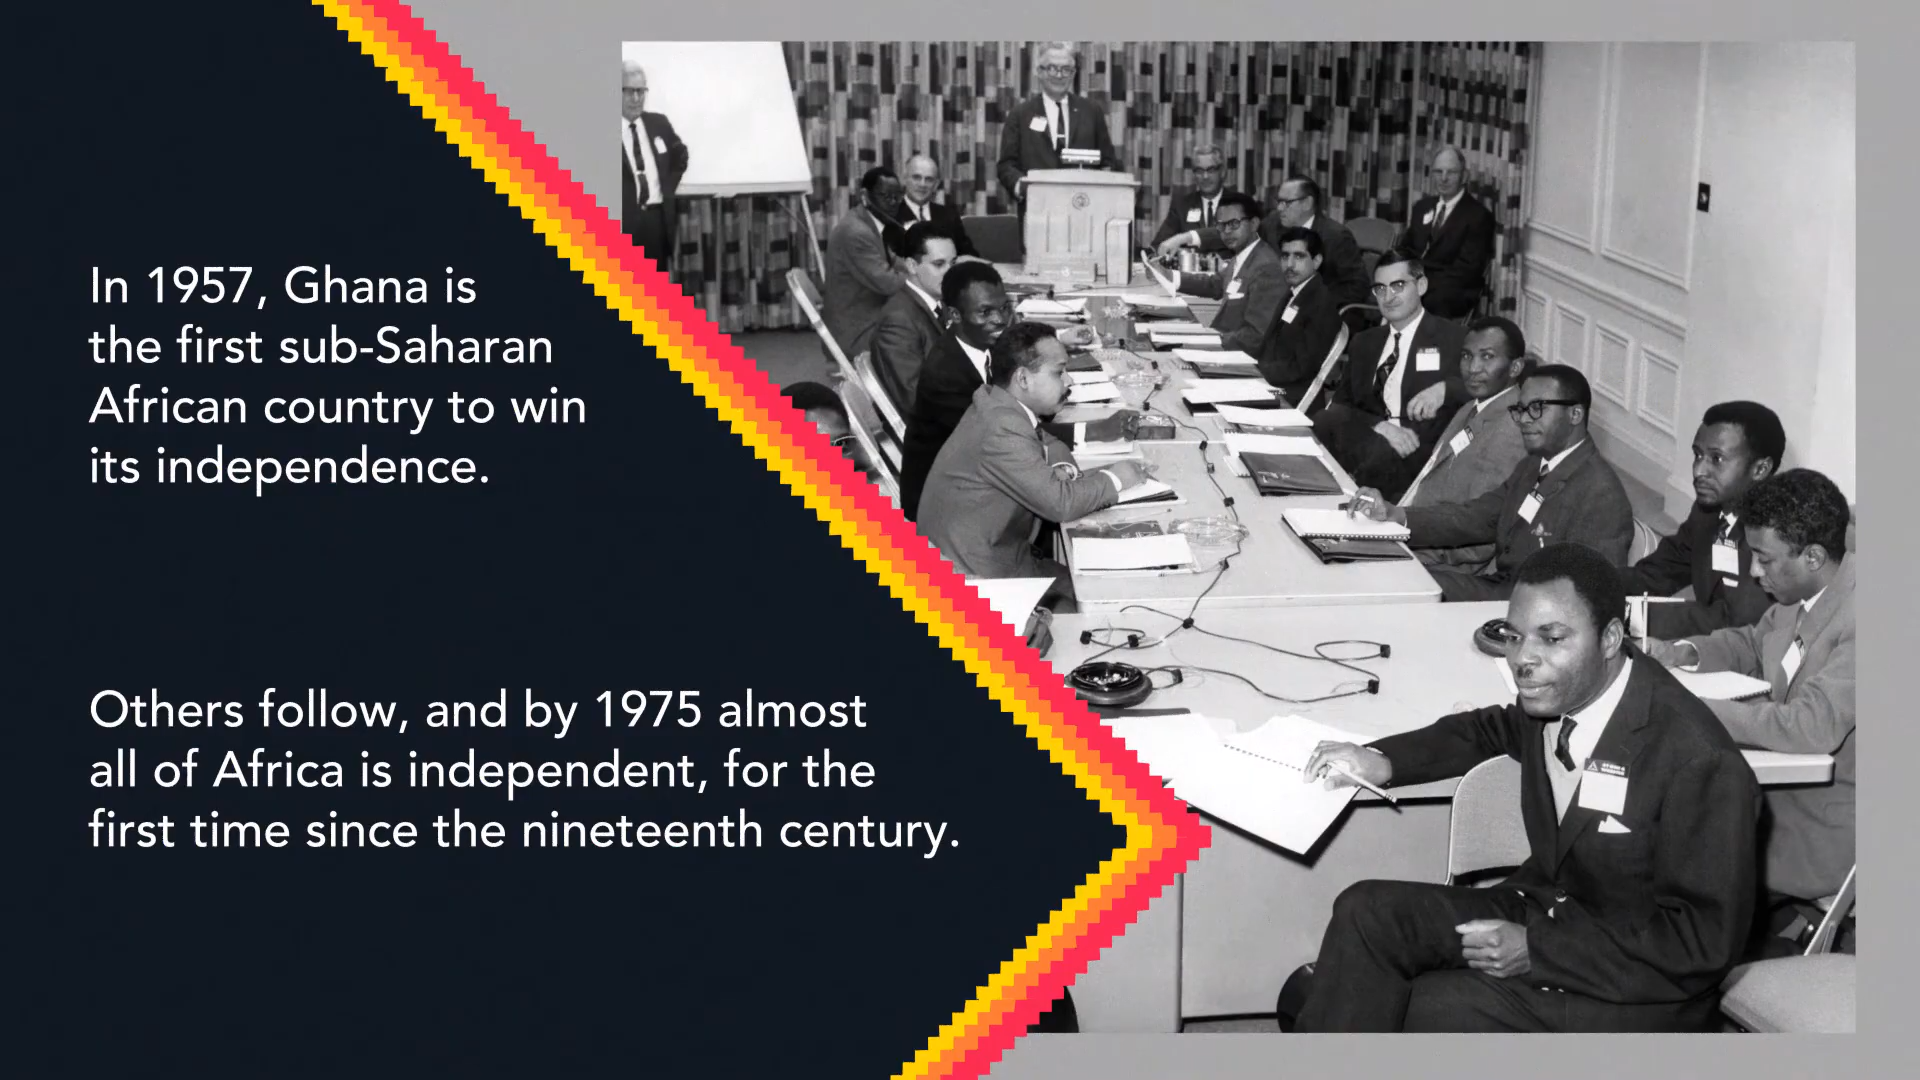 In 1957, Ghana is
the first sub-Saharan
African country to win
its independence.
Others follow, and by 1975 almost
all of Africa is independent, for the
first time since the nineteenth century.